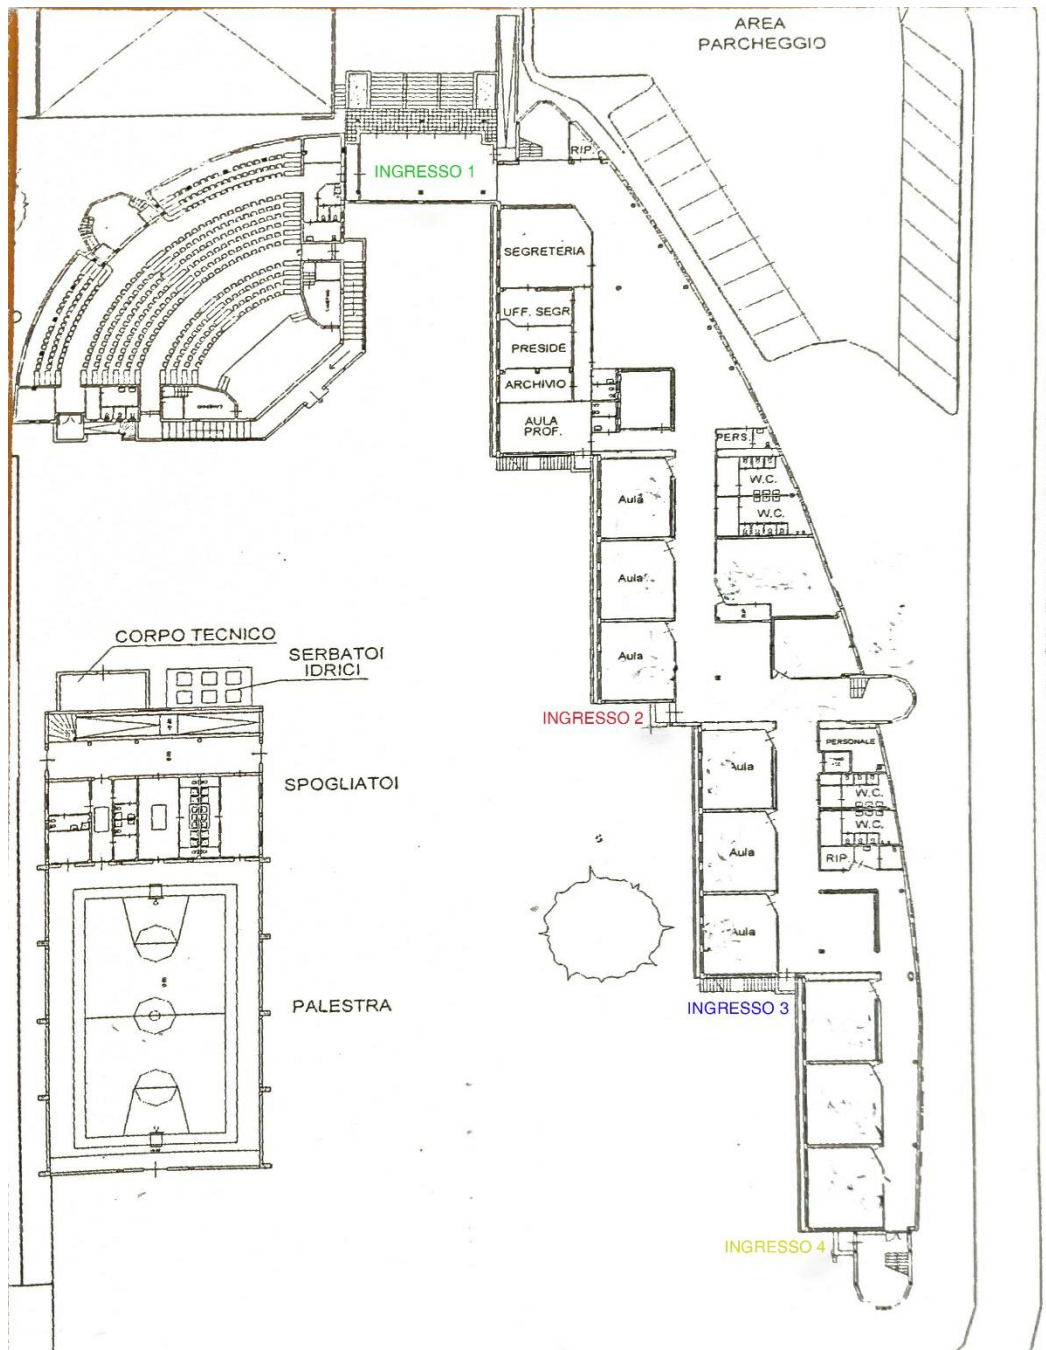 AREA
PARCHEGGIO
RIP.
INGRESSO 1
SEGRETERIA
UFF. SEGR.
PRESIDE
ARCHIVIO
AULA
PROF.
PERS.
W.C.
W.C.
Aula
Aula
Aula
CORPO TECNICO
SERBATOI
IDRICI
INGRESSO 2
PERSONALE
SPOGLIATOI
Aula
W.C.
W.C.
Aula
RIP.
Aula
PALESTRA
INGRESSO 3
INGRESSO 4